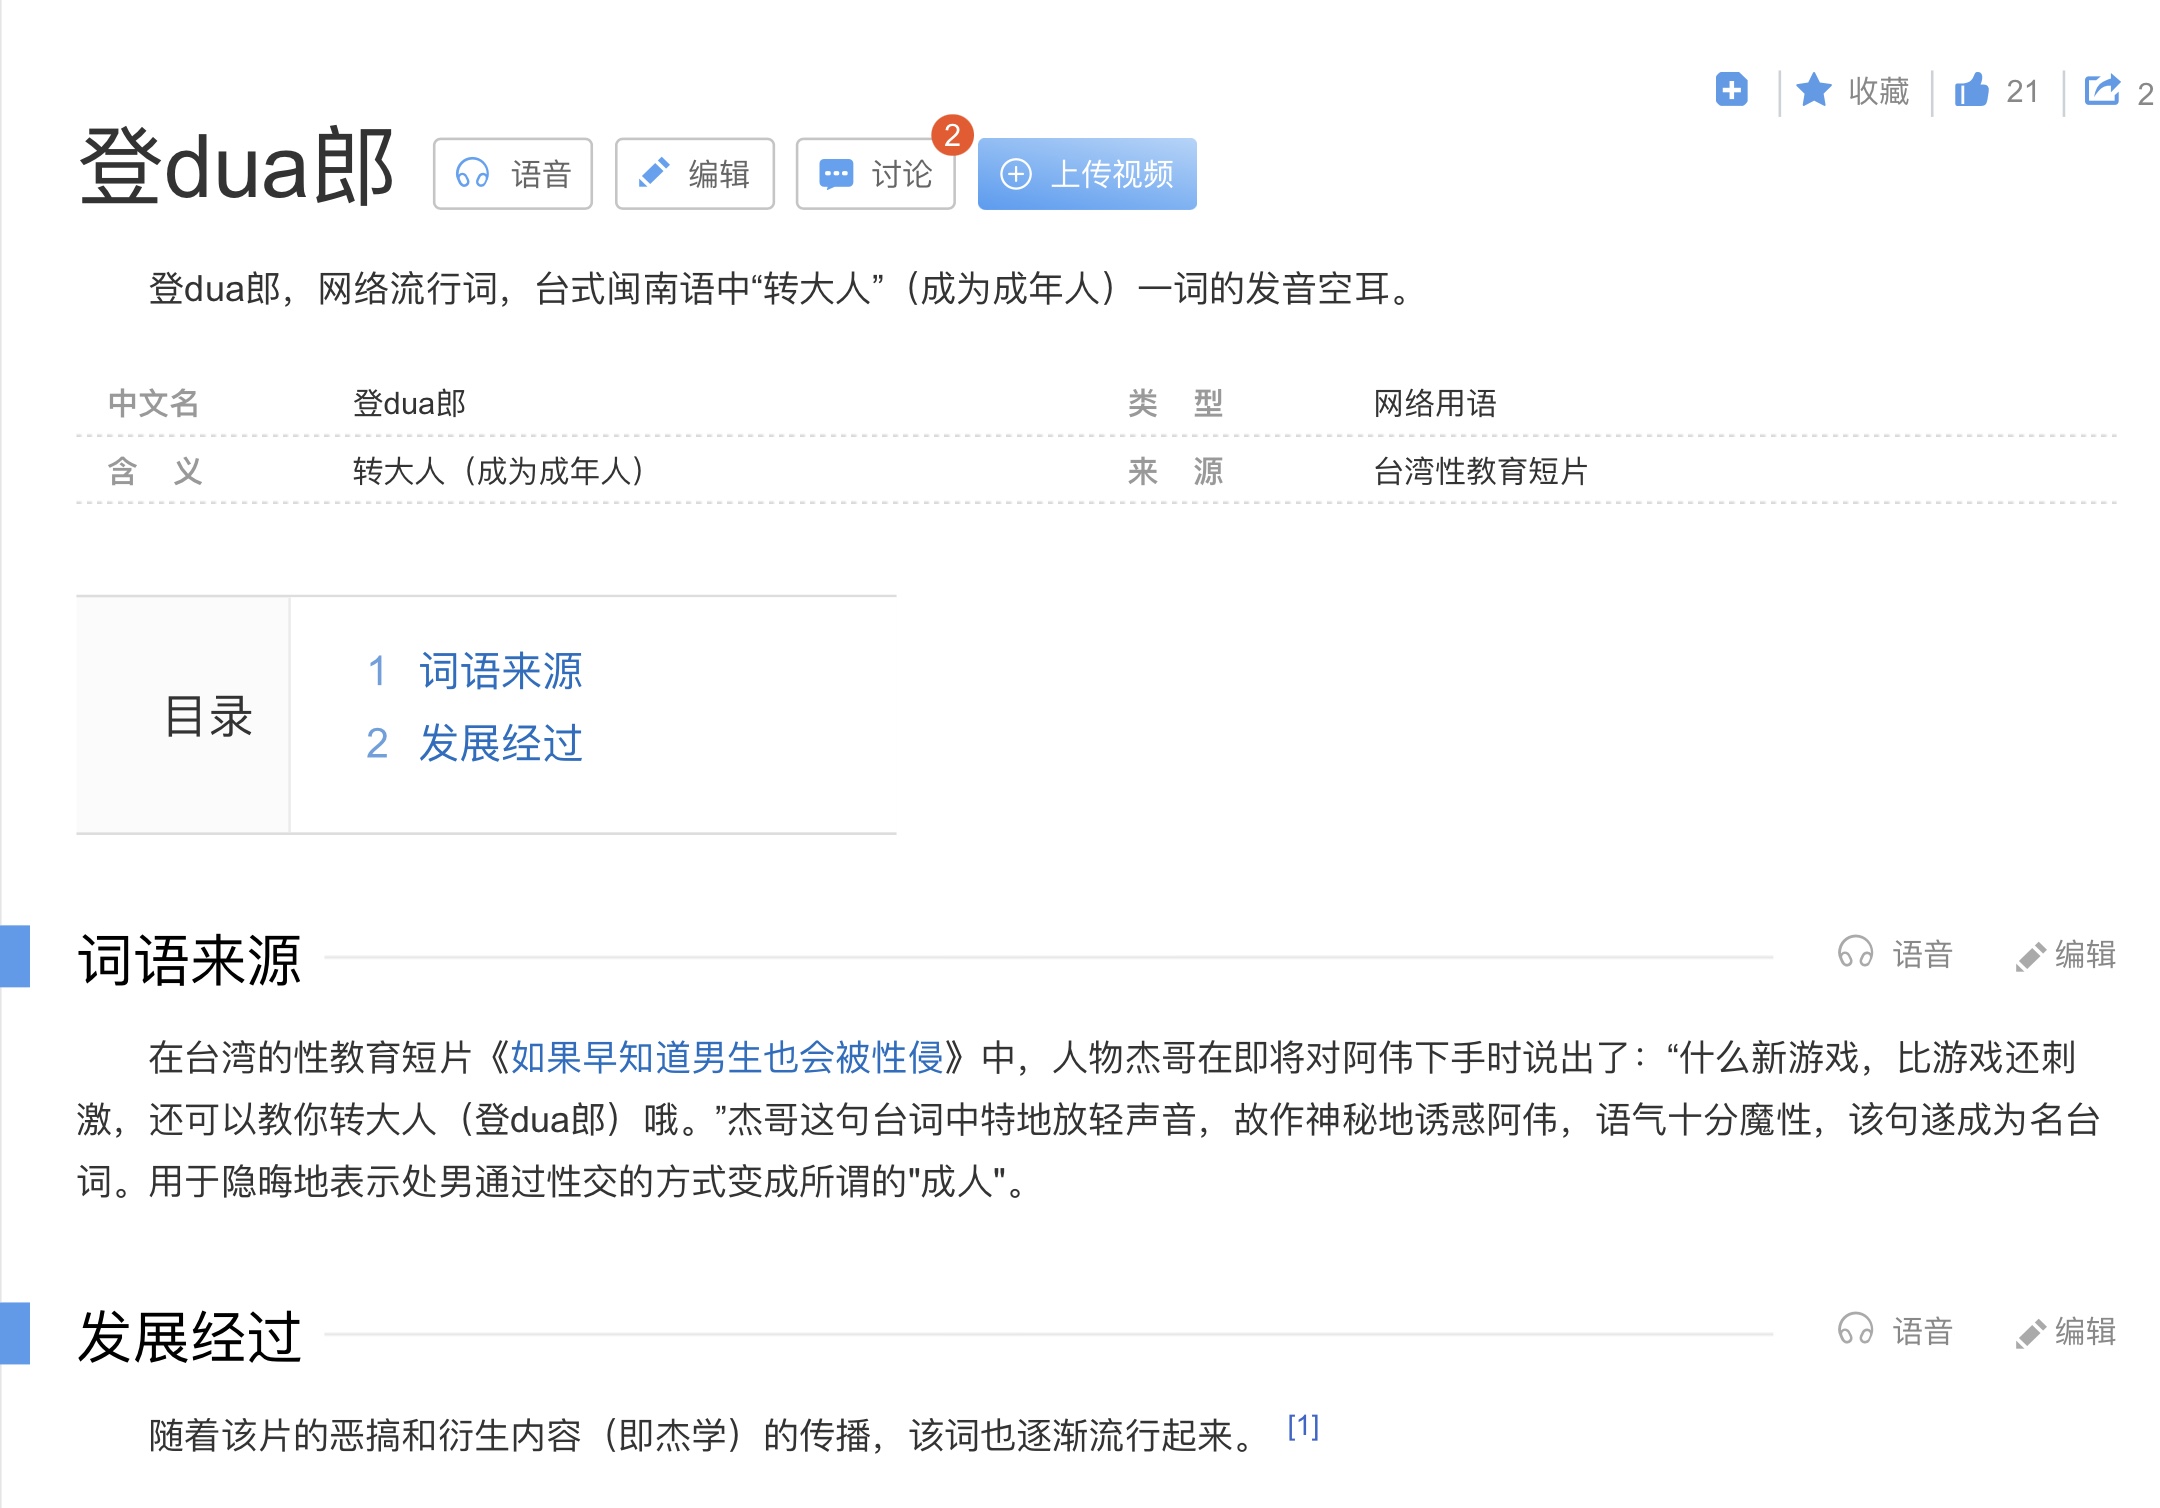 收藏 21 2
登dua郎 语音 编辑 讨论 2 上传视频
登dua郎，网络流行词，台式闽南语中“转大人”（成为成年人）一词的发音空耳。
中文名 登dua郎 类 型 网络用语
含 义 转大人（成为成年人） 来 源 台湾性教育短片
目录
1 词语来源
2 发展经过
词语来源 语音 编辑
在台湾的性教育短片《如果早知道男生也会被性侵》中，人物杰哥在即将对阿伟下手时说出了：“什么新游戏，比游戏还刺
激，还可以教你转大人（登dua郎）哦。”杰哥这句台词中特地放轻声音，故作神秘地诱惑阿伟，语气十分魔性，该句遂成为名台
词。用于隐晦地表示处男通过性交的方式变成所谓的"成人"。
发展经过 语音 编辑
随着该片的恶搞和衍生内容（即杰学）的传播，该词也逐渐流行起来。 [1]